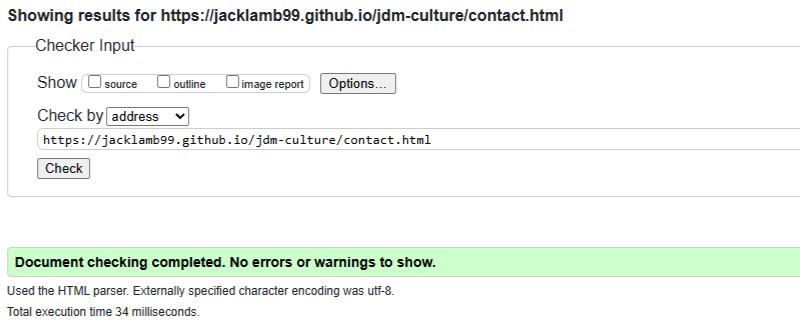 Showing results for https://jacklamb99.github.io/jdm-culture/contact.html
Checker Input
Show source outline image report Options...
Check by address
https://jacklamb99.github.io/jdm-culture/contact.html
Check
Document checking completed. No errors or warnings to show.
Used the HTML parser. Externally specified character encoding was utf-8.
Total execution time 34 milliseconds.